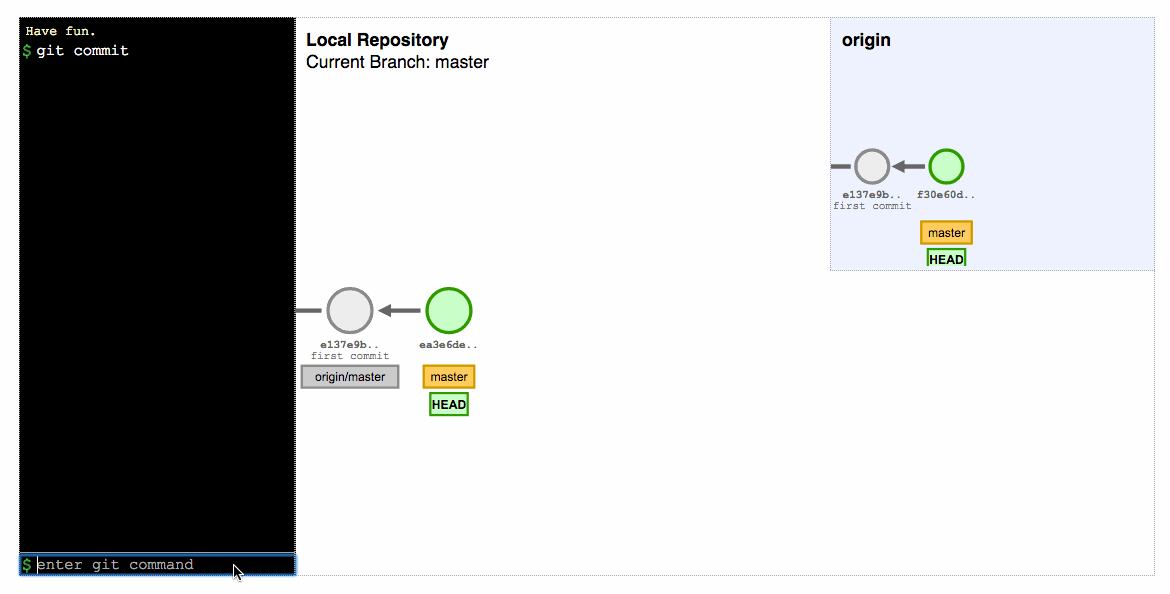 Have fun.
$ git commit
$ enter git command
Local Repository
Current Branch: master
e137e9b..
first commit
origin/master
ea3e6de..
master
HEAD
origin
e137e9b..
first commit
f30e60d..
master
HEAD